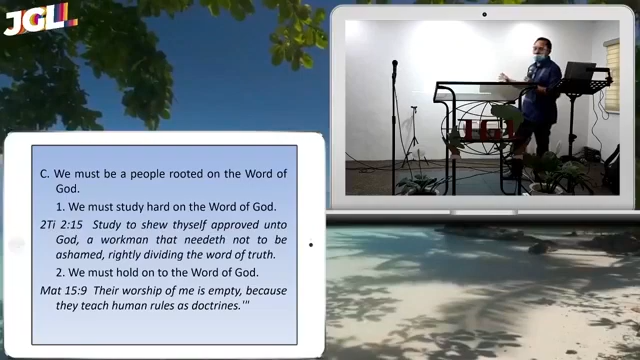 JGL
C. We must be a people rooted on the Word of
God.
1. We must study hard on the Word of God.
2Ti 2:15 Study to shew thyself approved unto
God, a workman that needeth not to be
ashamed, rightly dividing the word of truth.
2. We must hold on to the Word of God.
Mat 15:9 Their worship of me is empty, because
they teach human rules as doctrines.'"
JGL